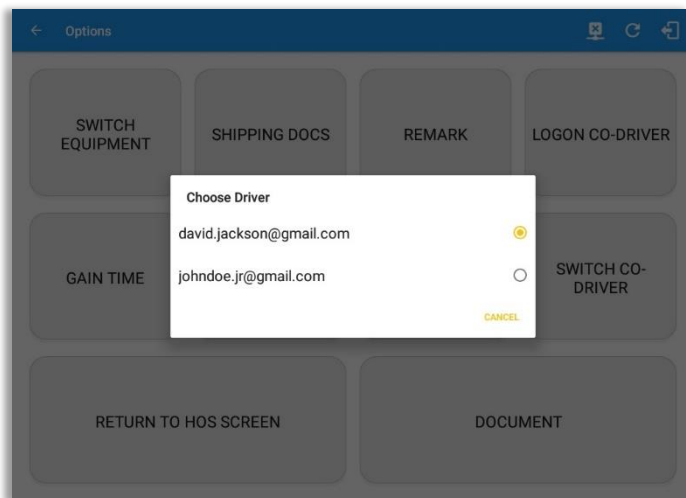 Options
SWITCH
EQUIPMENT
SHIPPING DOCS
REMARK
LOGON CO-DRIVER
Choose Driver
david.jackson@gmail.com
johndoe.jr@gmail.com
CANCEL
GAIN TIME
SWITCH CO-
DRIVER
RETURN TO HOS SCREEN
DOCUMENT